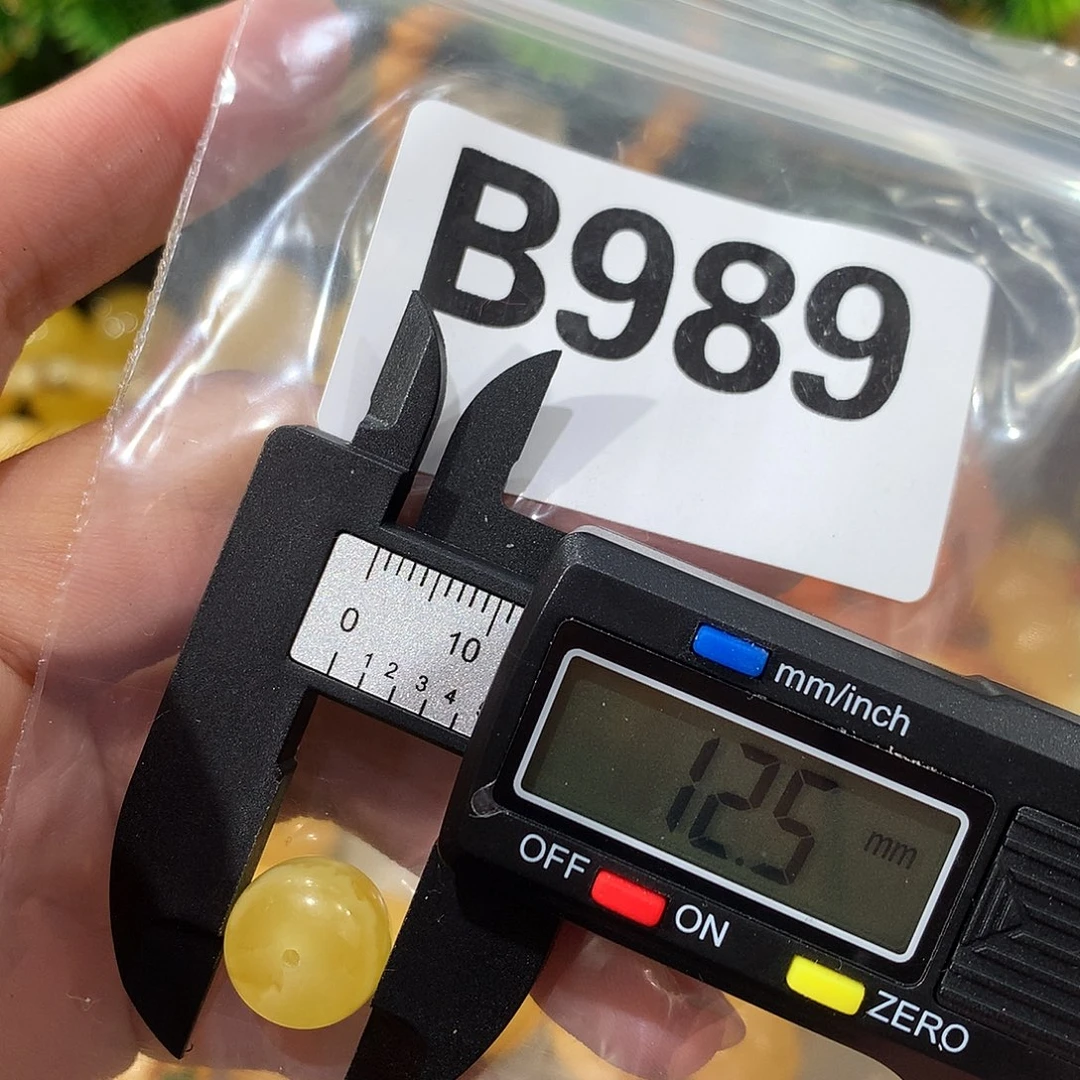 B989
0 10
1 2 3 4
mm/inch
12.5 mm
OFF ON
ZERO